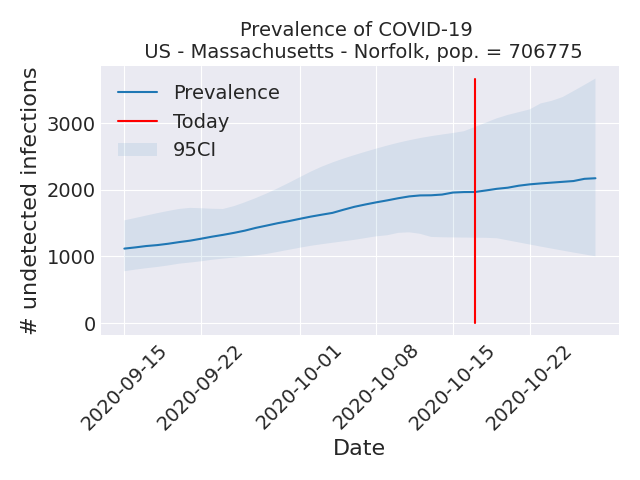 Prevalence of COVID-19
US - Massachusetts - Norfolk, pop. = 706775
# undetected infections
3000
2000
1000
0
Prevalence
Today
95CI
2020-09-15
2020-09-22
2020-10-01
2020-10-08
2020-10-15
2020-10-22
Date